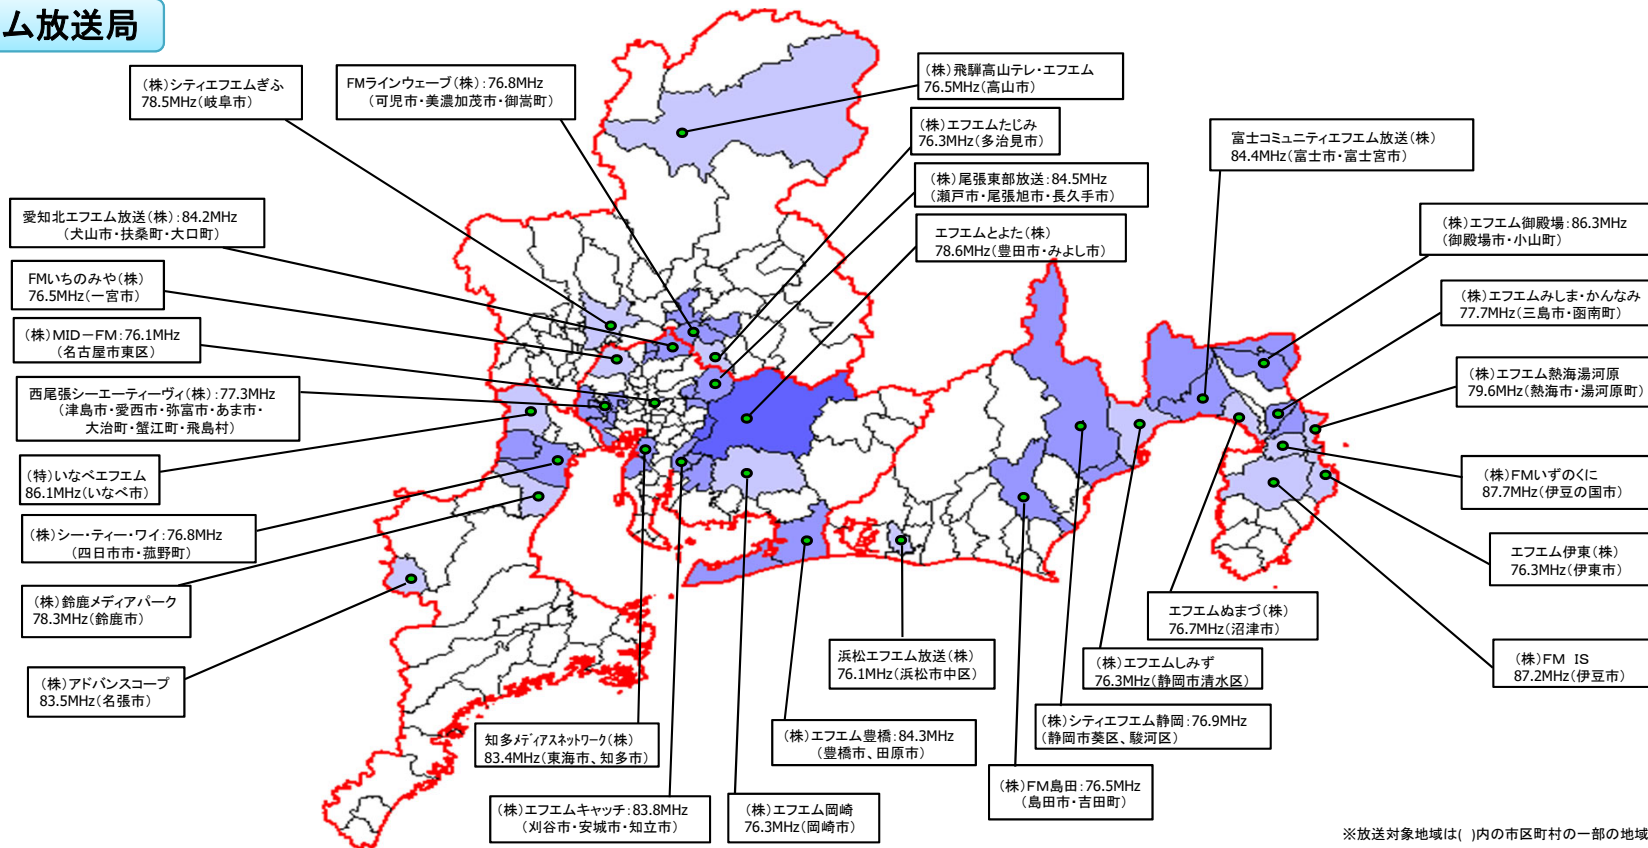 ム放送局
(株)シティエフエムぎふ
78.5MHz(岐阜市)
FMラインウェーブ(株):76.8MHz
(可児市・美濃加茂市・御嵩町)
(株)飛騨高山テレ・エフエム
76.5MHz(高山市)
(株)エフエムたじみ
76.3MHz(多治見市)
(株)尾張東部放送:84.5MHz
(瀬戸市・尾張旭市・長久手市)
エフエムとよた(株)
78.6MHz(豊田市・みよし市)
富士コミュニティエフエム放送(株)
84.4MHz(富士市・富士宮市)
(株)エフエム御殿場:86.3MHz
(御殿場市・小山町)
(株)エフエムみしま・かんなみ
77.7MHz(三島市・函南町)
(株)エフエム熱海湯河原
79.6MHz(熱海市・湯河原町)
(株)FMいずのくに
87.7MHz(伊豆の国市)
エフエム伊東(株)
76.3MHz(伊東市)
(株)FM IS
87.2MHz(伊豆市)
愛知北エフエム放送(株):84.2MHz
(犬山市・扶桑町・大口町)
FMいちのみや(株)
76.5MHz(一宮市)
(株)MID-FM:76.1MHz
(名古屋市東区)
西尾張シーエーティーヴィ(株):77.3MHz
(津島市・愛西市・弥富市・あま市・
大治町・蟹江町・飛島村)
(特)いなべエフエム
86.1MHz(いなべ市)
(株)シー・ティー・ワイ:76.8MHz
(四日市市・菰野町)
(株)鈴鹿メディアパーク
78.3MHz(鈴鹿市)
(株)アドバンスコープ
83.5MHz(名張市)
知多メディアスネットワーク(株)
83.4MHz(東海市、知多市)
(株)エフエムキャッチ:83.8MHz
(刈谷市・安城市・知立市)
(株)エフエム岡崎
76.3MHz(岡崎市)
(株)エフエム豊橋:84.3MHz
(豊橋市、田原市)
浜松エフエム放送(株)
76.1MHz(浜松市中区)
(株)FM島田:76.5MHz
(島田市・吉田町)
(株)シティエフエム静岡:76.9MHz
(静岡市葵区、駿河区)
(株)エフエムしみず
76.3MHz(静岡市清水区)
エフエムぬまづ(株)
76.7MHz(沼津市)
※放送対象地域は( )内の市区町村の一部の地域